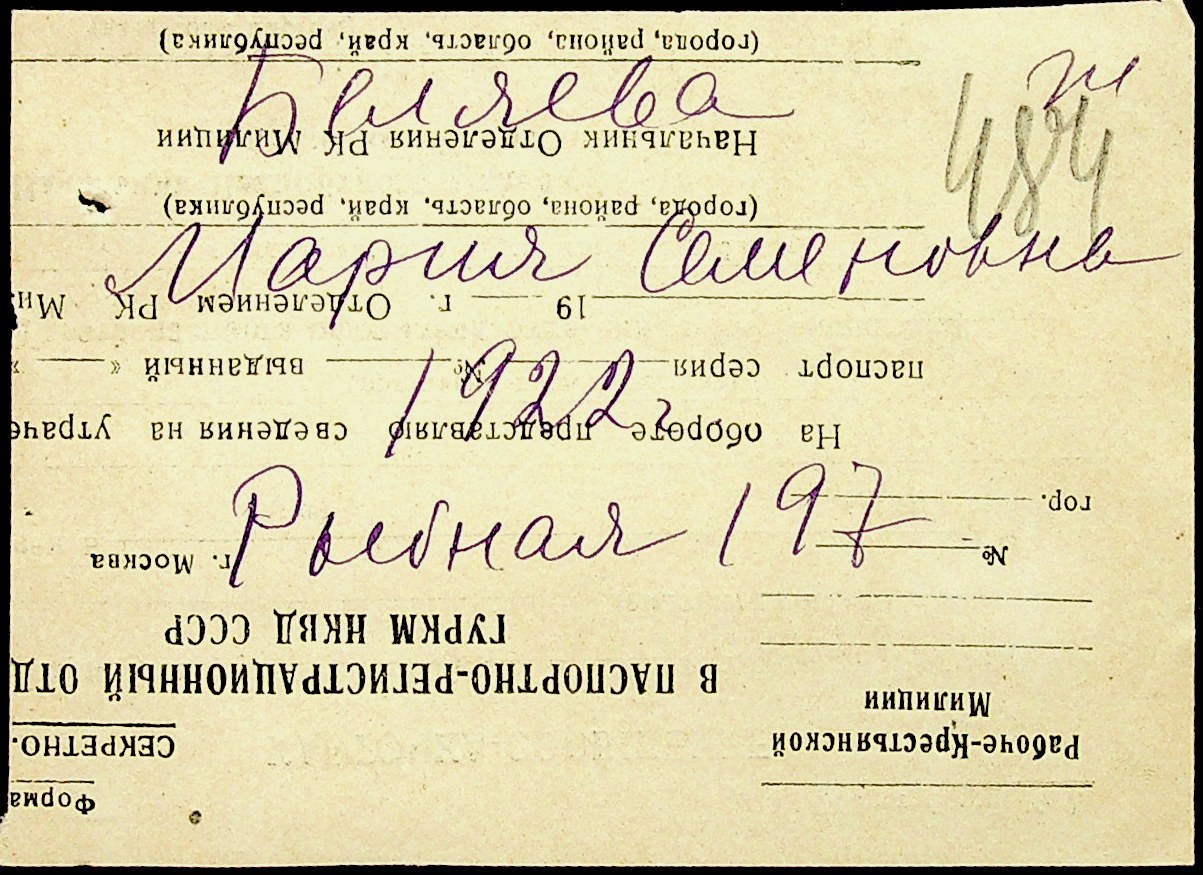 Беляева
ж
484
Мария Семеновна
1922 г
Рыбная 197
Форма
СЕКРЕТНО.
Рабоче-Крестьянской
Милиции
В ПАСПОРТНО-РЕГИСТРАЦИОННЫЙ ОТД
ГУРКМ НКВД СССР
г. Москва
№
гор.
На обороте представляю сведения на утраче
паспорт серия № выданный « »
19 г. Отделением РК Ми
(города, района, область, край, республика)
Начальник Отделения РК Милиции
(города, района, область, край, республика)